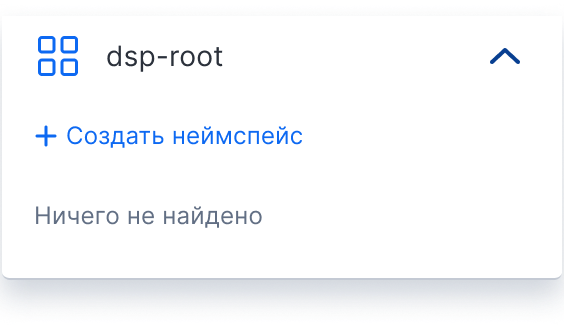 dsp-root
+ Создать неймспейс
Ничего не найдено